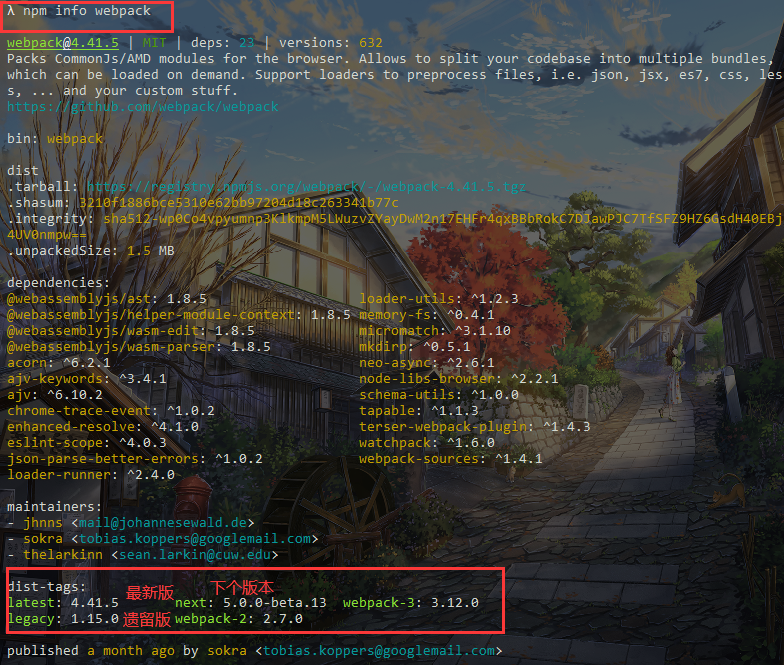 λ npm info webpack
webpack@4.41.5 | MIT | deps: 23 | versions: 632
Packs CommonJs/AMD modules for the browser. Allows to split your codebase into multiple bundles,
which can be loaded on demand. Support loaders to preprocess files, i.e. json, jsx, es7, css, les
s, ... and your custom stuff.
https://github.com/webpack/webpack
bin: webpack
dist
.tarball: https://registry.npmjs.org/webpack/-/webpack-4.41.5.tgz
.shasum: 3210f1886bce5310e62bb97204d18c263341b77c
.integrity: sha512-wp0Co4vpyumnp3KlkmpM5LWuzvZYayDwM2n17EHFr4qxBBbRokC7DJawPJC7TfSFZ9HZ6GsdH40EBj
4UV0nmpw==
.unpackedSize: 1.5 MB
dependencies:
@webassemblyjs/ast: 1.8.5 loader-utils: ^1.2.3
@webassemblyjs/helper-module-context: 1.8.5 memory-fs: ^0.4.1
@webassemblyjs/wasm-edit: 1.8.5 micromatch: ^3.1.10
@webassemblyjs/wasm-parser: 1.8.5 mkdirp: ^0.5.1
acorn: ^6.2.1 neo-async: ^2.6.1
ajv-keywords: ^3.4.1 node-libs-browser: ^2.2.1
ajv: ^6.10.2 schema-utils: ^1.0.0
chrome-trace-event: ^1.0.2 tapable: ^1.1.3
enhanced-resolve: ^4.1.0 terser-webpack-plugin: ^1.4.3
eslint-scope: ^4.0.3 watchpack: ^1.6.0
json-parse-better-errors: ^1.0.2 webpack-sources: ^1.4.1
loader-runner: ^2.4.0
maintainers:
- jhnns <mail@johannesewald.de>
- sokra <tobias.koppers@googlemail.com>
- thelarkinn <sean.larkin@cuw.edu>
dist-tags:
最新版 下个版本
latest: 4.41.5 next: 5.0.0-beta.13 webpack-3: 3.12.0
legacy: 1.15.0 遗留版 webpack-2: 2.7.0
published a month ago by sokra <tobias.koppers@googlemail.com>